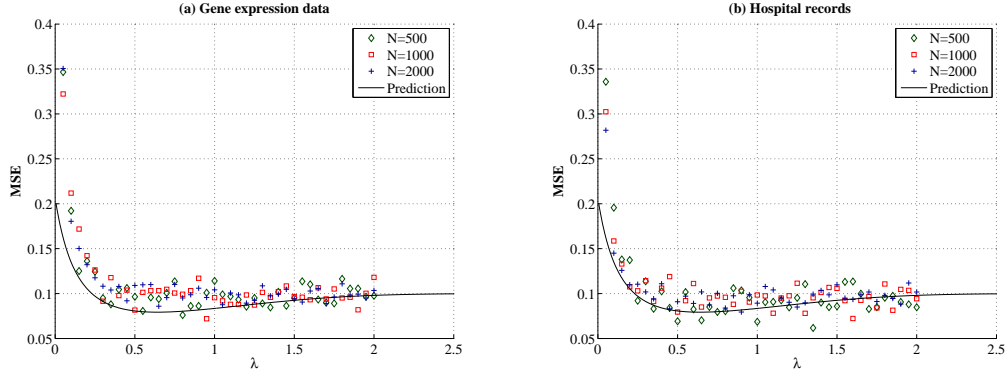 (a) Gene expression data
0.4
0.35
0.3
0.25
0.2
0.15
0.1
0.05
MSE
0
0.5
1
1.5
2
2.5
λ
N=500
N=1000
N=2000
Prediction
(b) Hospital records
0.4
0.35
0.3
0.25
0.2
0.15
0.1
0.05
MSE
0
0.5
1
1.5
2
2.5
λ
N=500
N=1000
N=2000
Prediction